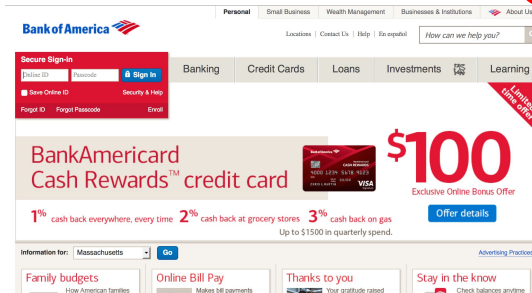 Personal Small Business Wealth Management Businesses & Institutions About Us
Bank of America
Locations Contact Us Help En español How can we help you?
Secure Sign-in
Online ID Passcode Sign In
Save Online ID Security & Help
Forgot ID Forgot Passcode Enroll
Banking Credit Cards Loans Investments Learning
Limited
time offer
BankAmericard
Cash Rewards™ credit card
4000 1234 5678 9123
VISA
$100
Exclusive Online Bonus Offer
Offer details
1% cash back everywhere, every time 2% cash back at grocery stores 3% cash back on gas
Up to $1500 in quarterly spend.
Information for: Massachusetts Go Advertising Practices
Family budgets Online Bill Pay Thanks to you Stay in the know
How American families Makes bill payments Your gratitude raised Check balances anytime